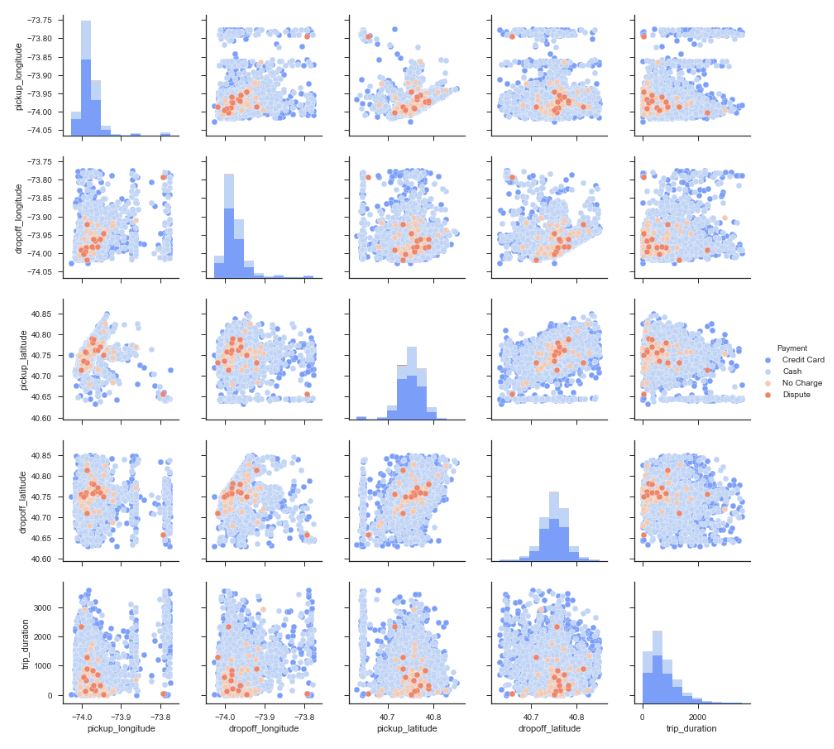 −73.75
−73.80
−73.85
−73.90
−73.95
−74.00
−74.05
pickup_longitude
−73.75
−73.80
−73.85
−73.90
−73.95
−74.00
−74.05
dropoff_longitude
40.85
40.80
40.75
40.70
40.65
40.60
pickup_latitude
Payment
Credit Card
Cash
No Charge
Dispute
40.85
40.80
40.75
40.70
40.65
40.60
dropoff_latitude
3000
2000
1000
0
trip_duration
−74.0 −73.9 −73.8
pickup_longitude
−74.0 −73.9 −73.8
dropoff_longitude
40.7 40.8
pickup_latitude
40.7 40.8
dropoff_latitude
0 2000
trip_duration